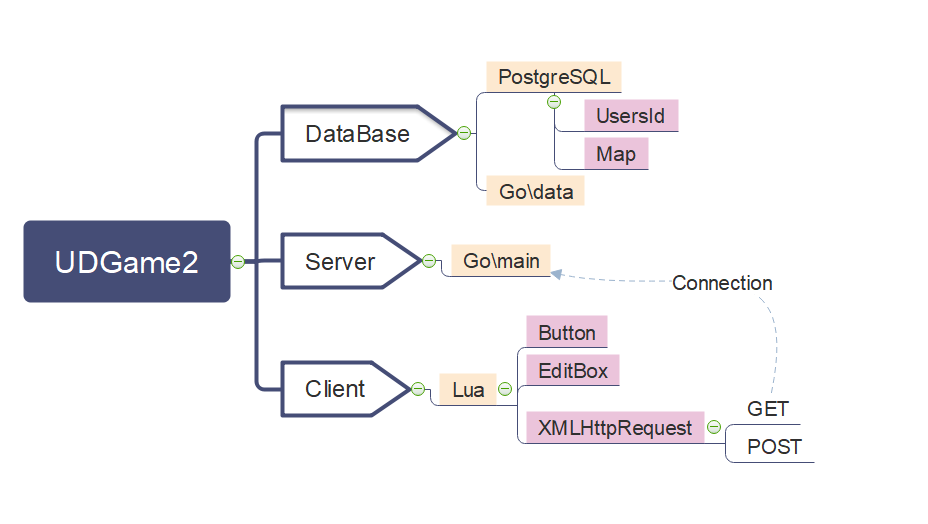 UDGame2
DataBase
PostgreSQL
UsersId
Map
Go\data
Server
Go\main
Connection
Client
Lua
Button
EditBox
XMLHttpRequest
GET
POST